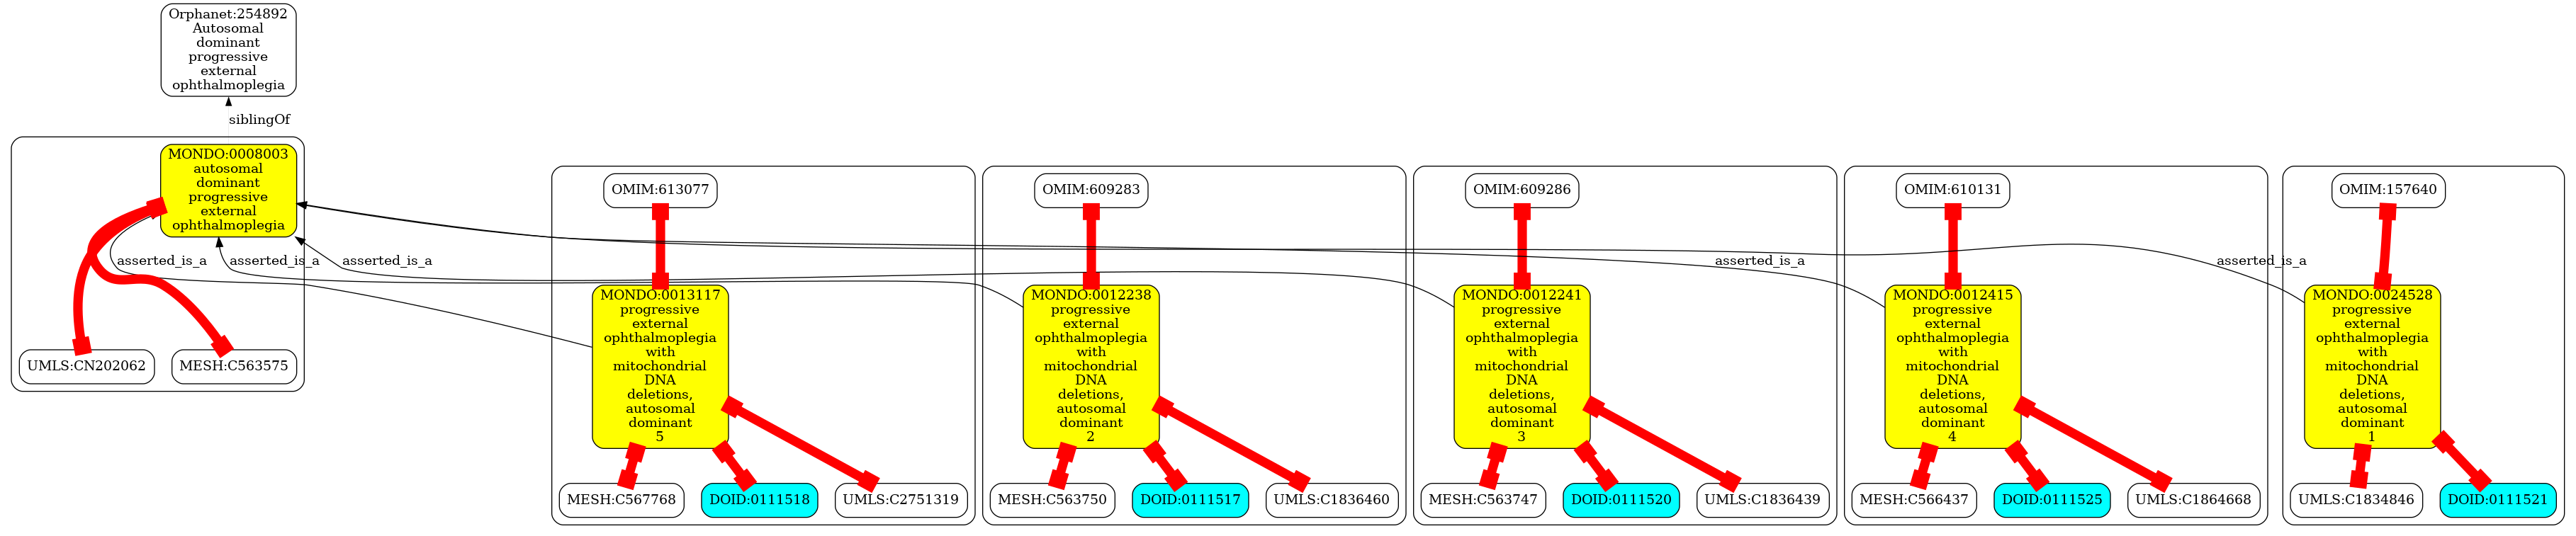 Orphanet:254892
Autosomal
dominant
progressive
external
ophthalmoplegia
siblingOf
MONDO:0008003
autosomal
dominant
progressive
external
ophthalmoplegia
asserted_is_a
asserted_is_a
asserted_is_a
asserted_is_a
asserted_is_a
UMLS:CN202062
MESH:C563575
OMIM:613077
MONDO:0013117
progressive
external
ophthalmoplegia
with
mitochondrial
DNA
deletions,
autosomal
dominant
5
MESH:C567768
DOID:0111518
UMLS:C2751319
OMIM:609283
MONDO:0012238
progressive
external
ophthalmoplegia
with
mitochondrial
DNA
deletions,
autosomal
dominant
2
MESH:C563750
DOID:0111517
UMLS:C1836460
OMIM:609286
MONDO:0012241
progressive
external
ophthalmoplegia
with
mitochondrial
DNA
deletions,
autosomal
dominant
3
MESH:C563747
DOID:0111520
UMLS:C1836439
OMIM:610131
MONDO:0012415
progressive
external
ophthalmoplegia
with
mitochondrial
DNA
deletions,
autosomal
dominant
4
MESH:C566437
DOID:0111525
UMLS:C1864668
OMIM:157640
MONDO:0024528
progressive
external
ophthalmoplegia
with
mitochondrial
DNA
deletions,
autosomal
dominant
1
UMLS:C1834846
DOID:0111521